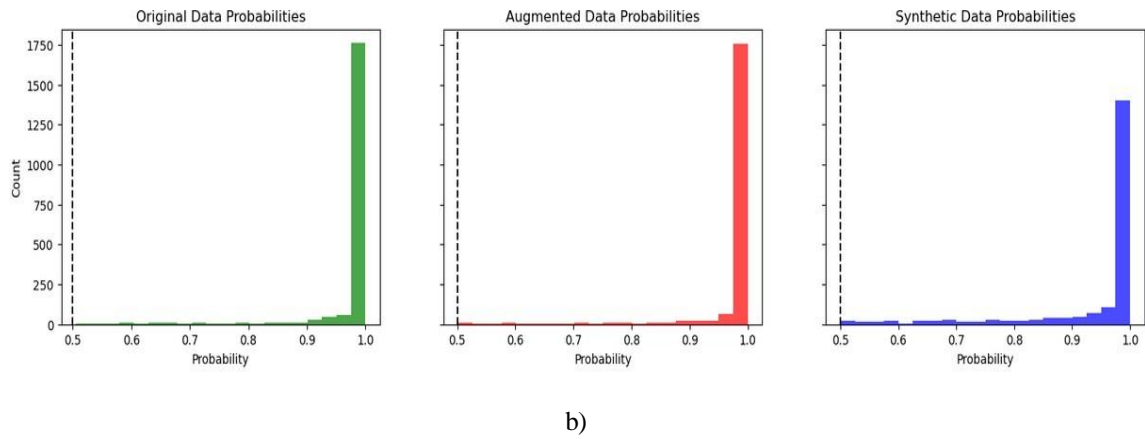 Original Data Probabilities
Augmented Data Probabilities
Synthetic Data Probabilities
Count
1750
1500
1250
1000
750
500
250
0
0.5 0.6 0.7 0.8 0.9 1.0
0.5 0.6 0.7 0.8 0.9 1.0
0.5 0.6 0.7 0.8 0.9 1.0
Probability
Probability
Probability
b)